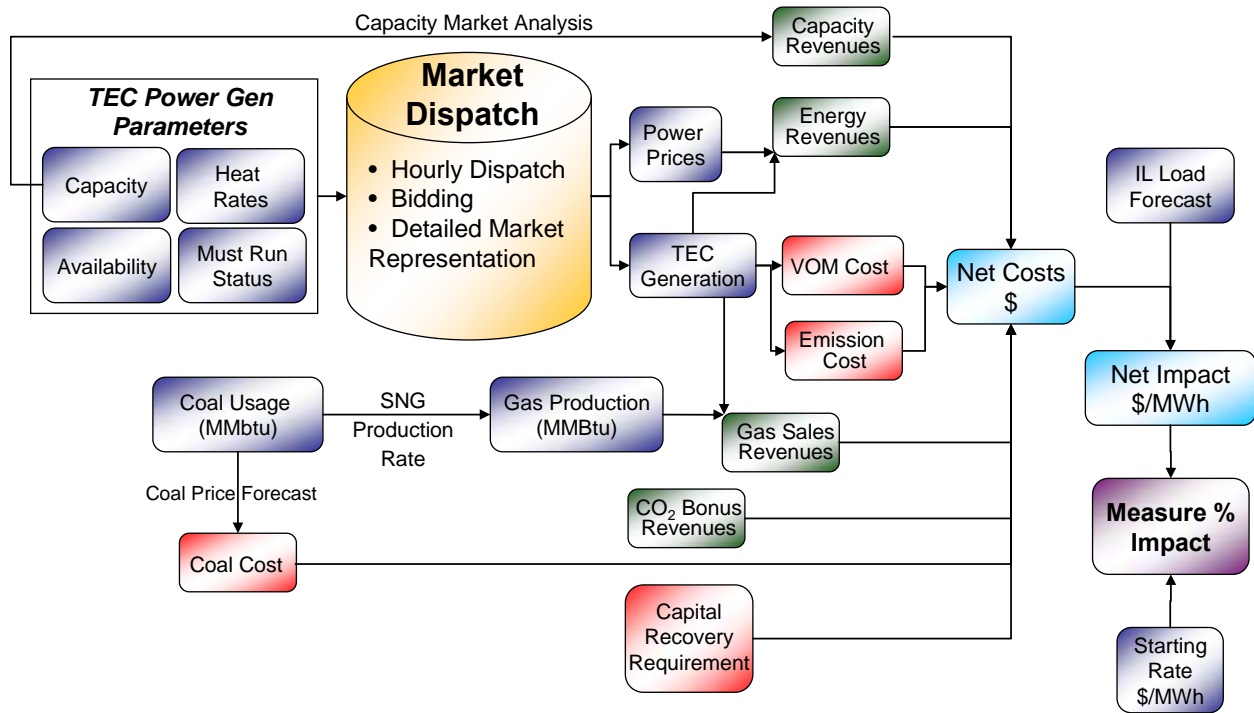 Capacity Market Analysis
Capacity
Revenues
TEC Power Gen
Parameters
Capacity
Heat
Rates
Availability
Must Run
Status
Market
Dispatch
• Hourly Dispatch
• Bidding
• Detailed Market
Representation
Power
Prices
Energy
Revenues
TEC
Generation
VOM Cost
Emission
Cost
Net Costs
$
IL Load
Forecast
Net Impact
$/MWh
Coal Usage
(MMbtu)
SNG
Production
Rate
Gas Production
(MMBtu)
Gas Sales
Revenues
Coal Price Forecast
CO₂ Bonus
Revenues
Coal Cost
Measure %
Impact
Capital
Recovery
Requirement
Starting
Rate
$/MWh